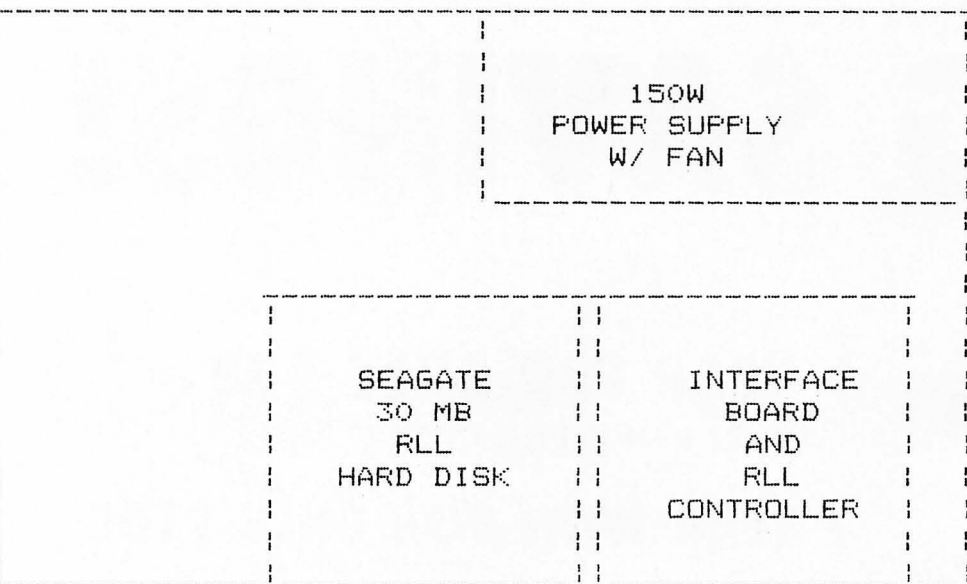 150W
POWER SUPPLY
W/ FAN
SEAGATE
30 MB
RLL
HARD DISK
INTERFACE
BOARD
AND
RLL
CONTROLLER